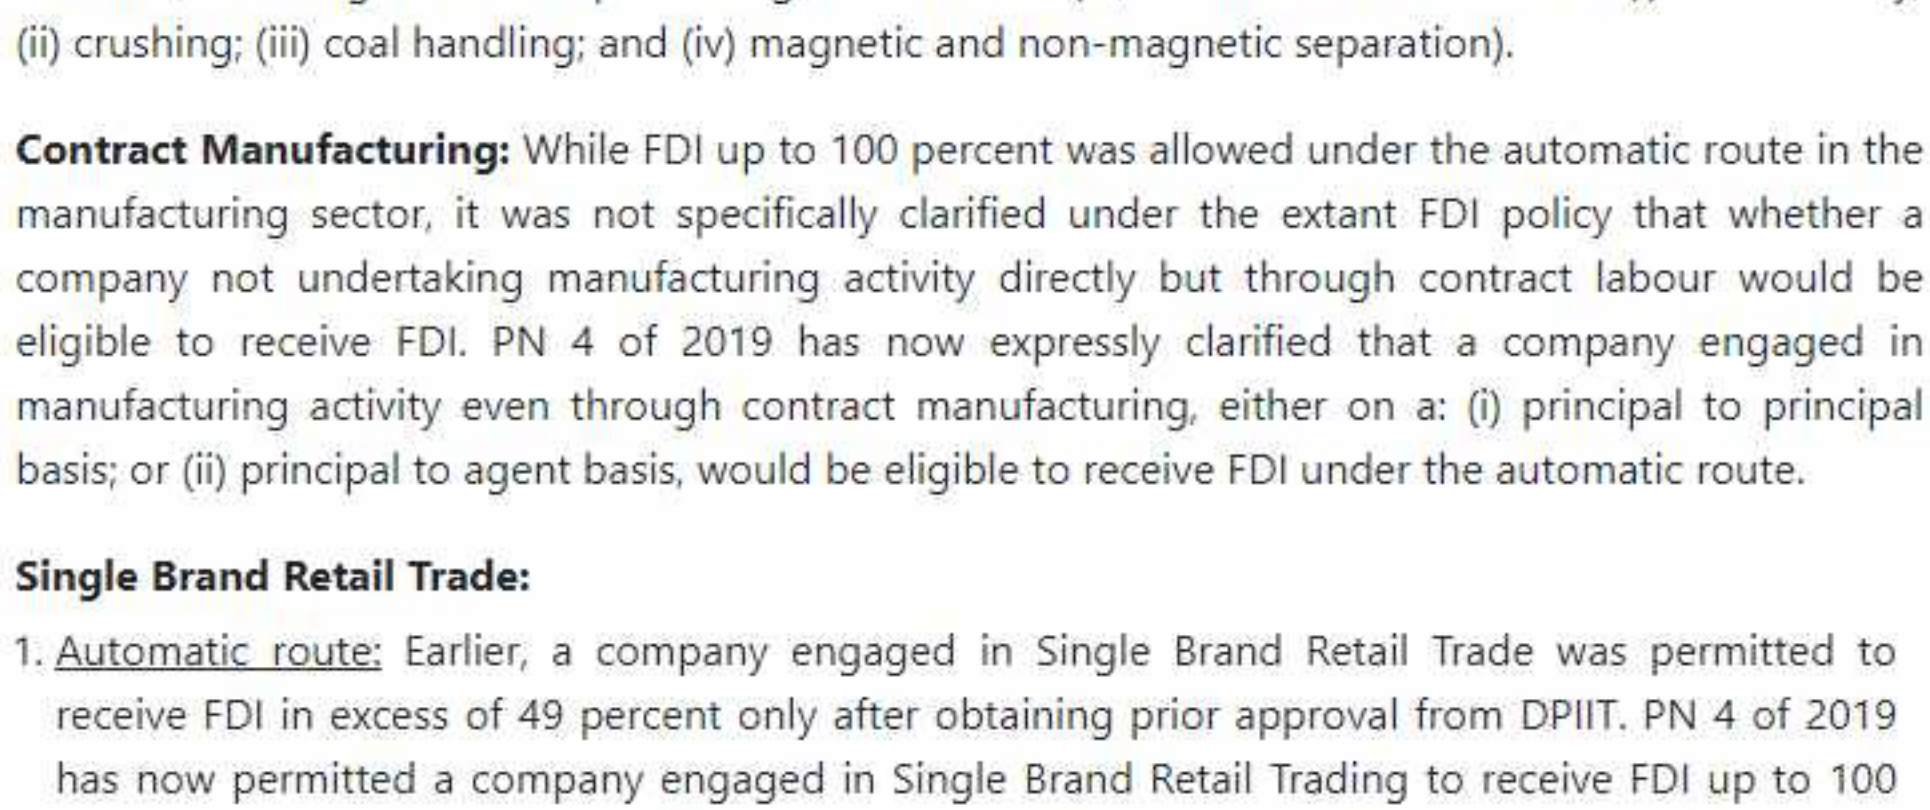 (ii) crushing; (iii) coal handling; and (iv) magnetic and non-magnetic separation).
Contract Manufacturing: While FDI up to 100 percent was allowed under the automatic route in the
manufacturing sector, it was not specifically clarified under the extant FDI policy that whether a
company not undertaking manufacturing activity directly but through contract labour would be
eligible to receive FDI. PN 4 of 2019 has now expressly clarified that a company engaged in
manufacturing activity even through contract manufacturing, either on a: (i) principal to principal
basis; or (ii) principal to agent basis, would be eligible to receive FDI under the automatic route.
Single Brand Retail Trade:
1. Automatic route: Earlier, a company engaged in Single Brand Retail Trade was permitted to
receive FDI in excess of 49 percent only after obtaining prior approval from DPIIT. PN 4 of 2019
has now permitted a company engaged in Single Brand Retail Trading to receive FDI up to 100